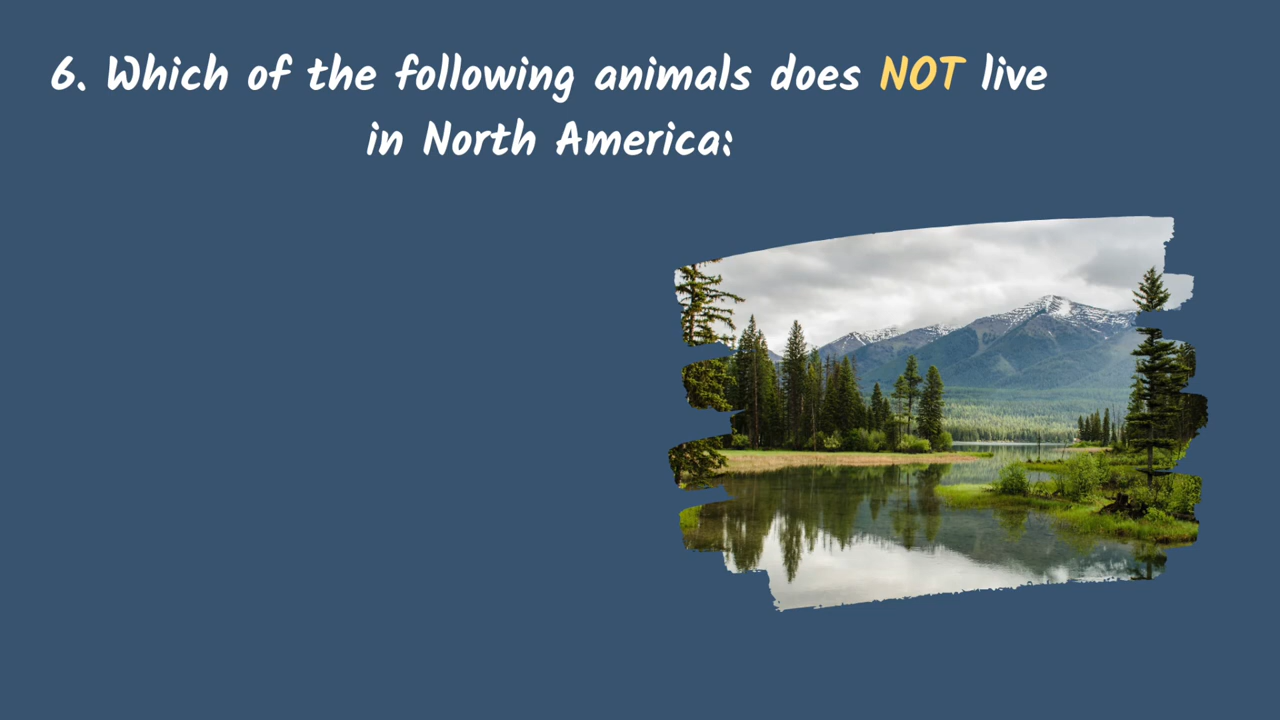 6. Which of the following animals does NOT live
in North America: